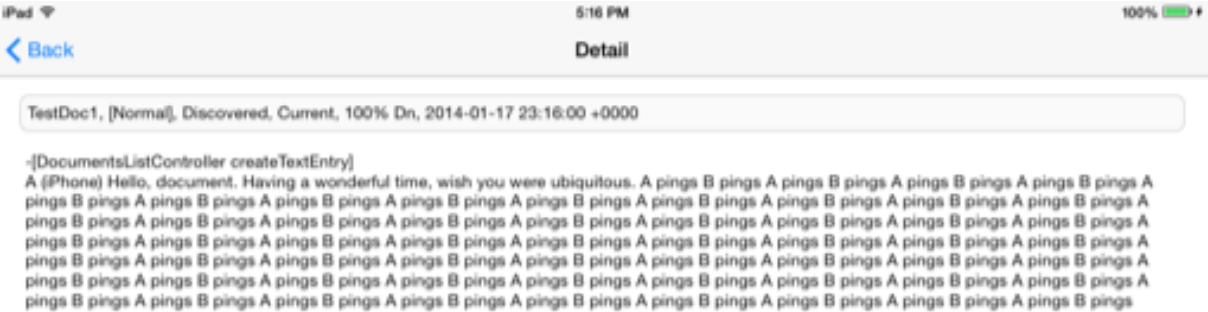 iPad 5:16 PM 100%
Back Detail
TestDoc1, [Normal], Discovered, Current, 100% Dn, 2014-01-17 23:16:00 +0000
-[DocumentsListController createTextEntry]
A (iPhone) Hello, document. Having a wonderful time, wish you were ubiquitous. A pings B pings A pings B pings A pings B pings A pings B pings A
pings B pings A pings B pings A pings B pings A pings B pings A pings B pings A pings B pings A pings B pings A pings B pings A pings B pings A
pings B pings A pings B pings A pings B pings A pings B pings A pings B pings A pings B pings A pings B pings A pings B pings A pings B pings A
pings B pings A pings B pings A pings B pings A pings B pings A pings B pings A pings B pings A pings B pings A pings B pings A pings B pings A
pings B pings A pings B pings A pings B pings A pings B pings A pings B pings A pings B pings A pings B pings A pings B pings A pings B pings A
pings B pings A pings B pings A pings B pings A pings B pings A pings B pings A pings B pings A pings B pings A pings B pings A pings B pings A
pings B pings A pings B pings A pings B pings A pings B pings A pings B pings A pings B pings A pings B pings A pings B pings A pings B pings